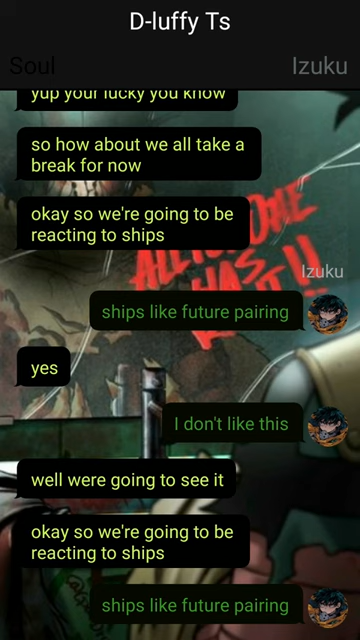 D-luffy Ts
Soul
Izuku
yup your lucky you know
so how about we all take a
break for now
okay so we're going to be
reacting to ships
Izuku
ships like future pairing
yes
I don't like this
well were going to see it
okay so we're going to be
reacting to ships
ships like future pairing